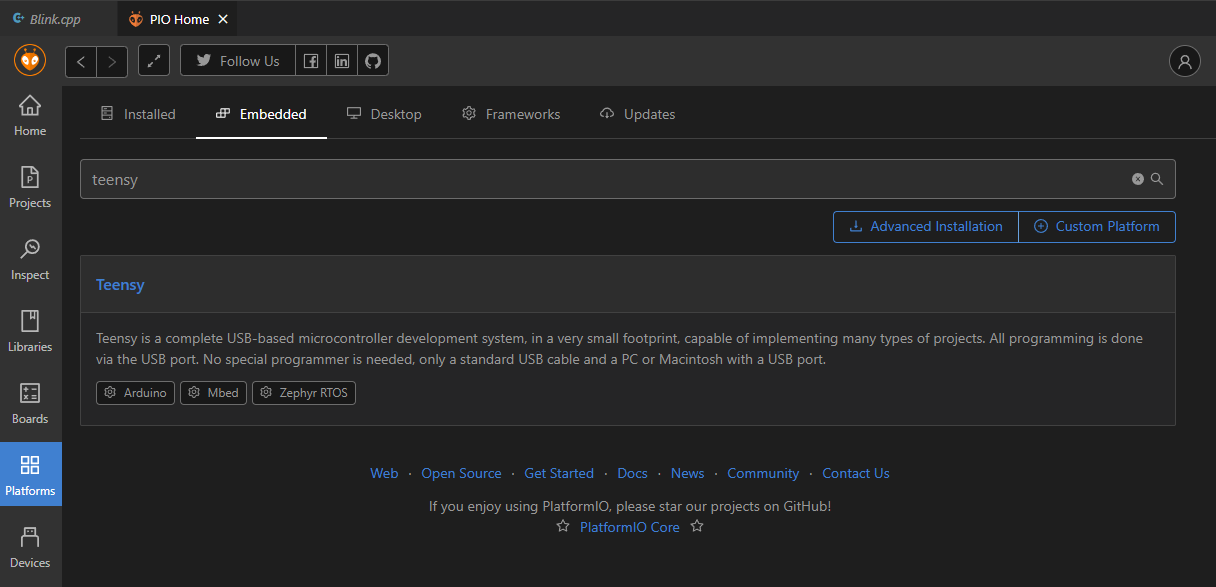 Blink.cpp
PIO Home
Follow Us
Home
Projects
Inspect
Libraries
Boards
Platforms
Devices
Installed
Embedded
Desktop
Frameworks
Updates
teensy
Advanced Installation
Custom Platform
Teensy
Teensy is a complete USB-based microcontroller development system, in a very small footprint, capable of implementing many types of projects. All programming is done
via the USB port. No special programmer is needed, only a standard USB cable and a PC or Macintosh with a USB port.
Arduino
Mbed
Zephyr RTOS
Web · Open Source · Get Started · Docs · News · Community · Contact Us
If you enjoy using PlatformIO, please star our projects on GitHub!
PlatformIO Core